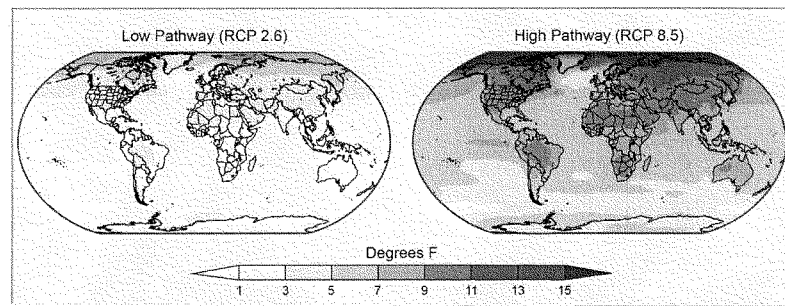 Low Pathway (RCP 2.6) High Pathway (RCP 8.5)
Degrees F
1 3 5 7 9 11 13 15